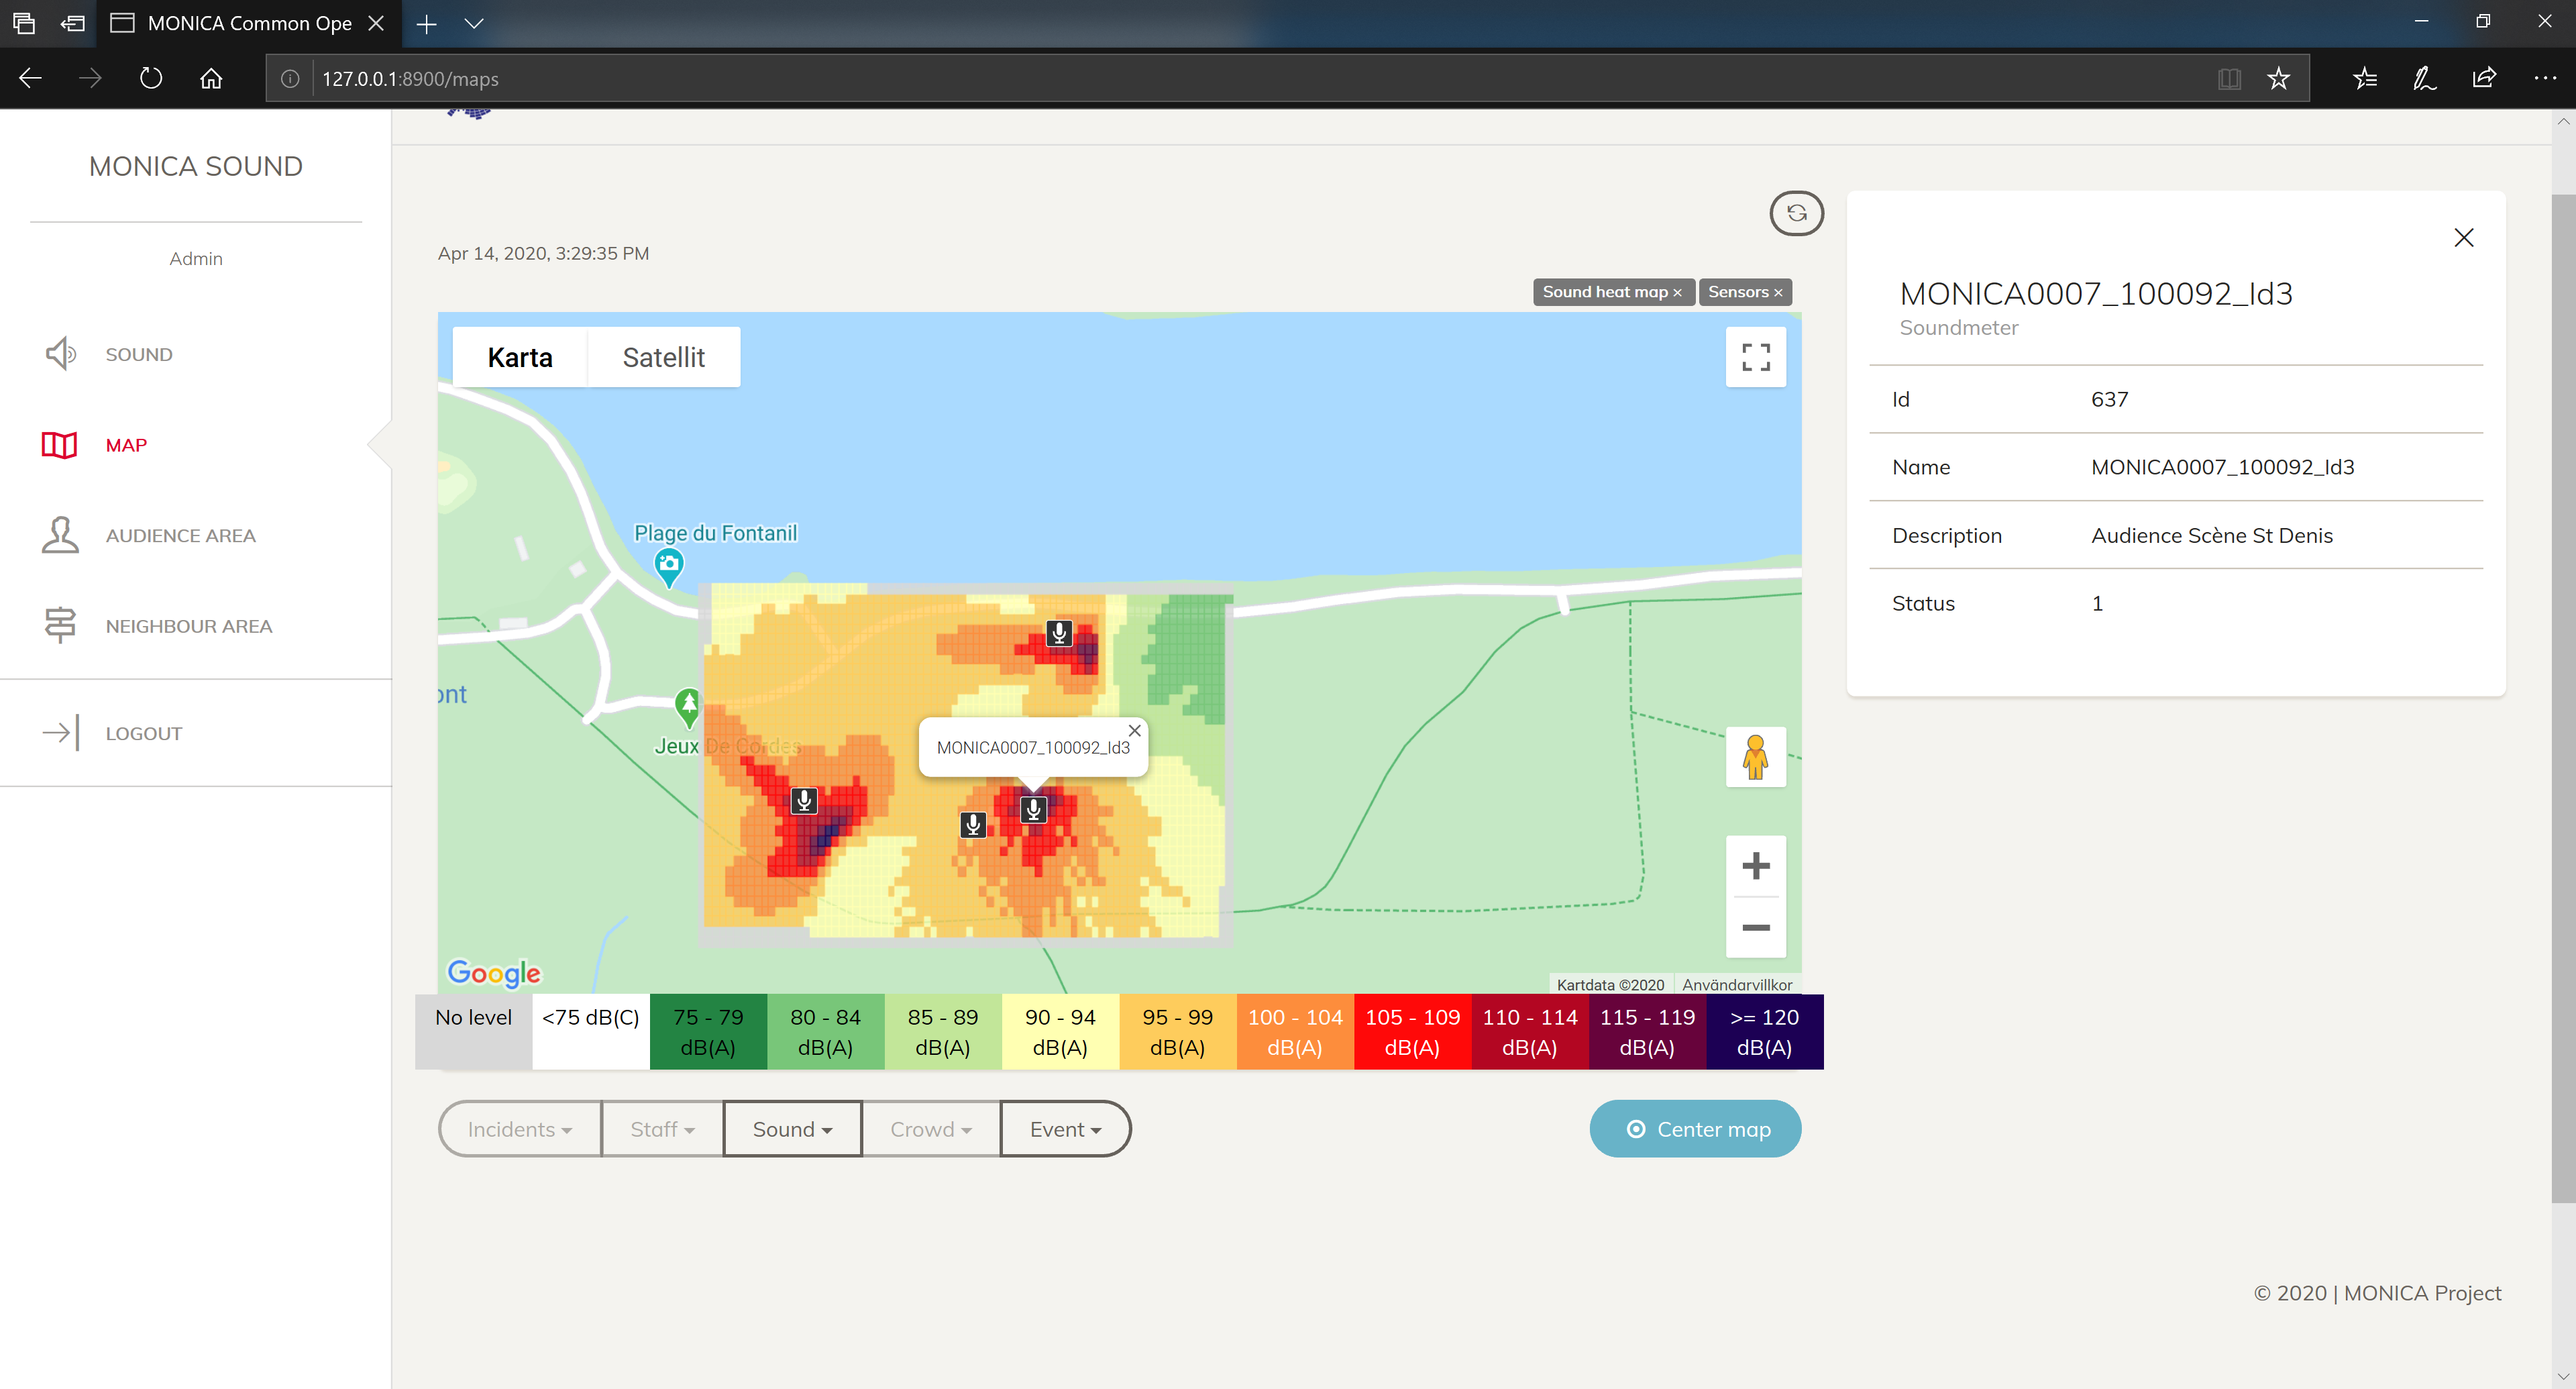 MONICA Common Ope
127.0.0.1:8900/maps
MONICA SOUND
Admin
SOUND
MAP
AUDIENCE AREA
NEIGHBOUR AREA
LOGOUT
Apr 14, 2020, 3:29:35 PM
Sound heat map × Sensors ×
Karta Satellit
Plage du Fontanil
ont
Jeux De Cordes
MONICA0007_100092_Id3
Google
Kartdata ©2020 Användarvillkor
No level
<75 dB(C)
75 - 79
dB(A)
80 - 84
dB(A)
85 - 89
dB(A)
90 - 94
dB(A)
95 - 99
dB(A)
100 - 104
dB(A)
105 - 109
dB(A)
110 - 114
dB(A)
115 - 119
dB(A)
>= 120
dB(A)
Incidents Staff Sound Crowd Event
Center map
MONICA0007_100092_Id3
Soundmeter
Id 637
Name MONICA0007_100092_Id3
Description Audience Scène St Denis
Status 1
© 2020 | MONICA Project